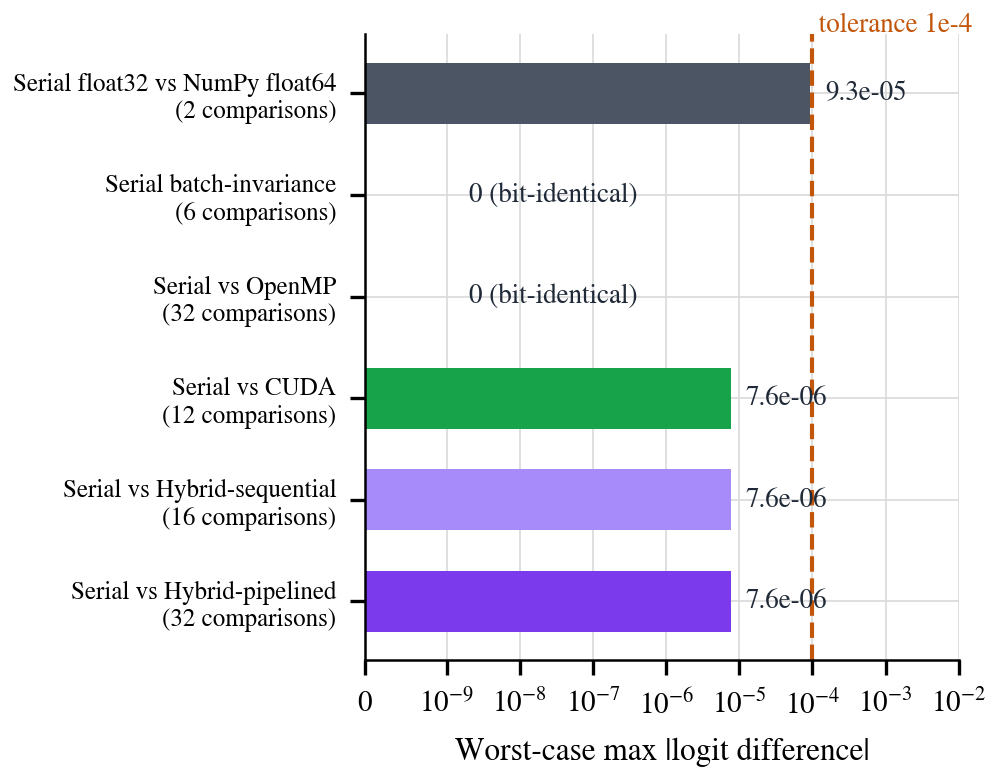 tolerance 1e-4
Serial float32 vs NumPy float64
(2 comparisons)
9.3e-05
Serial batch-invariance
(6 comparisons)
0 (bit-identical)
Serial vs OpenMP
(32 comparisons)
0 (bit-identical)
Serial vs CUDA
(12 comparisons)
7.6e-06
Serial vs Hybrid-sequential
(16 comparisons)
7.6e-06
Serial vs Hybrid-pipelined
(32 comparisons)
7.6e-06
0 10⁻⁹ 10⁻⁸ 10⁻⁷ 10⁻⁶ 10⁻⁵ 10⁻⁴ 10⁻³ 10⁻²
Worst-case max |logit difference|